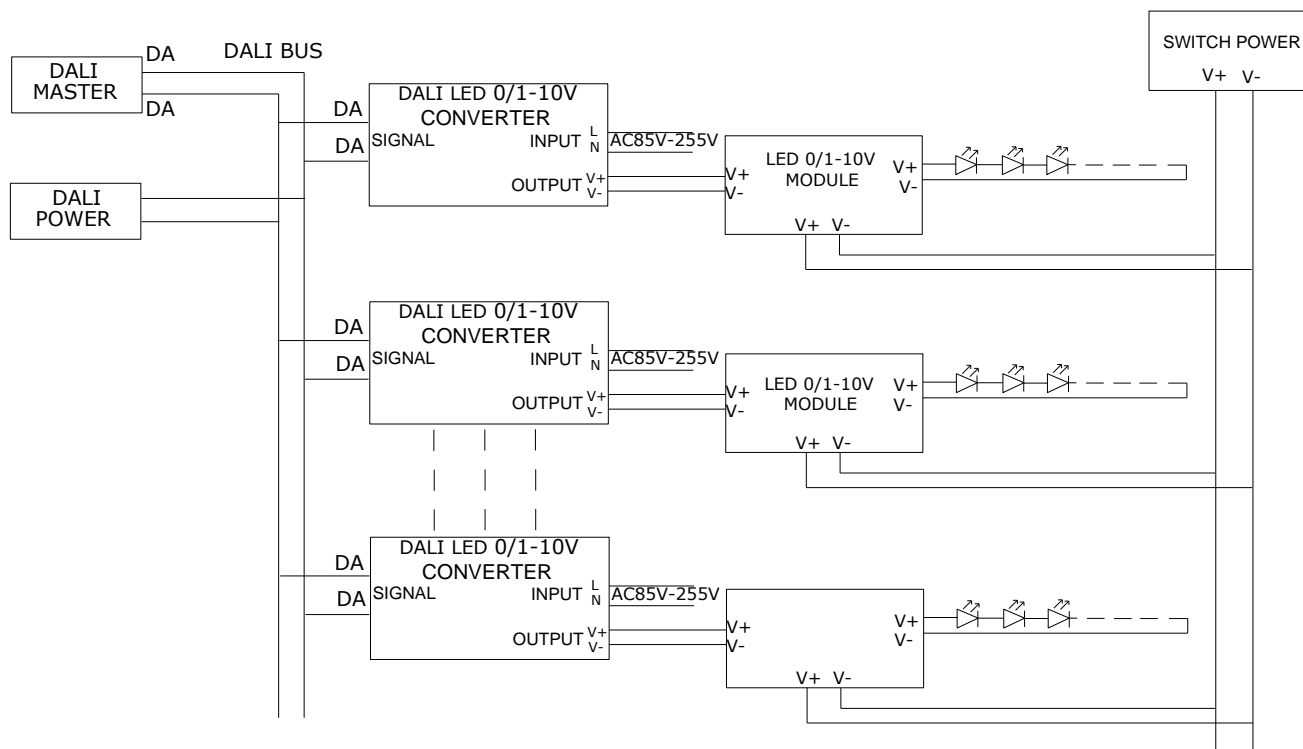 DA
DALI BUS
DALI
MASTER
DA
SWITCH POWER
V+ V-
DALI LED 0/1-10V
CONVERTER
DA
DA
SIGNAL
INPUT
L
N
AC85V-255V
OUTPUT
V+
V-
V+
V-
LED 0/1-10V
MODULE
V+
V-
V+ V-
DALI
POWER
DALI LED 0/1-10V
CONVERTER
DA
DA
SIGNAL
INPUT
L
N
AC85V-255V
OUTPUT
V+
V-
V+
V-
LED 0/1-10V
MODULE
V+
V-
V+ V-
DALI LED 0/1-10V
CONVERTER
DA
DA
SIGNAL
INPUT
L
N
AC85V-255V
OUTPUT
V+
V-
V+
V-
V+
V-
V+ V-